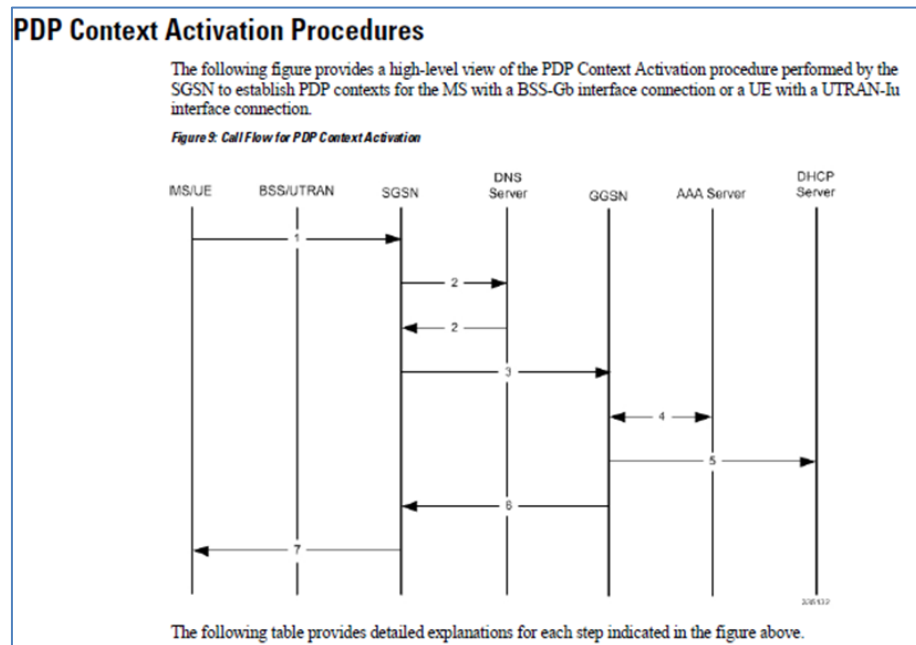 PDP Context Activation Procedures
The following figure provides a high-level view of the PDP Context Activation procedure performed by the
SGSN to establish PDP contexts for the MS with a BSS-Gb interface connection or a UE with a UTRAN-Iu
interface connection.
Figure 9: Call Flow for PDP Context Activation
MS/UE BSS/UTRAN SGSN DNS Server GGSN AAA Server DHCP Server
1
2
2
3
4
5
6
7
The following table provides detailed explanations for each step indicated in the figure above.